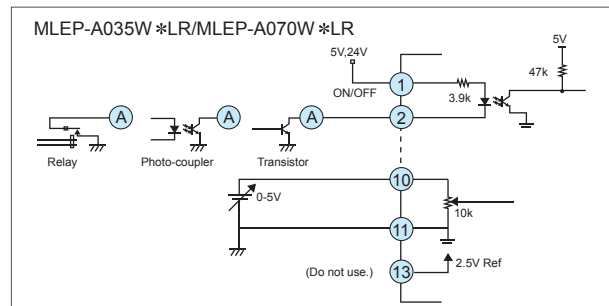 MLEP-A035W *LR/MLEP-A070W *LR
5V,24V
5V
47k
1
ON/OFF
3.9k
A
A
A
2
Relay
Photo-coupler
Transistor
10
0-5V
10k
11
2.5V Ref
(Do not use.)
13